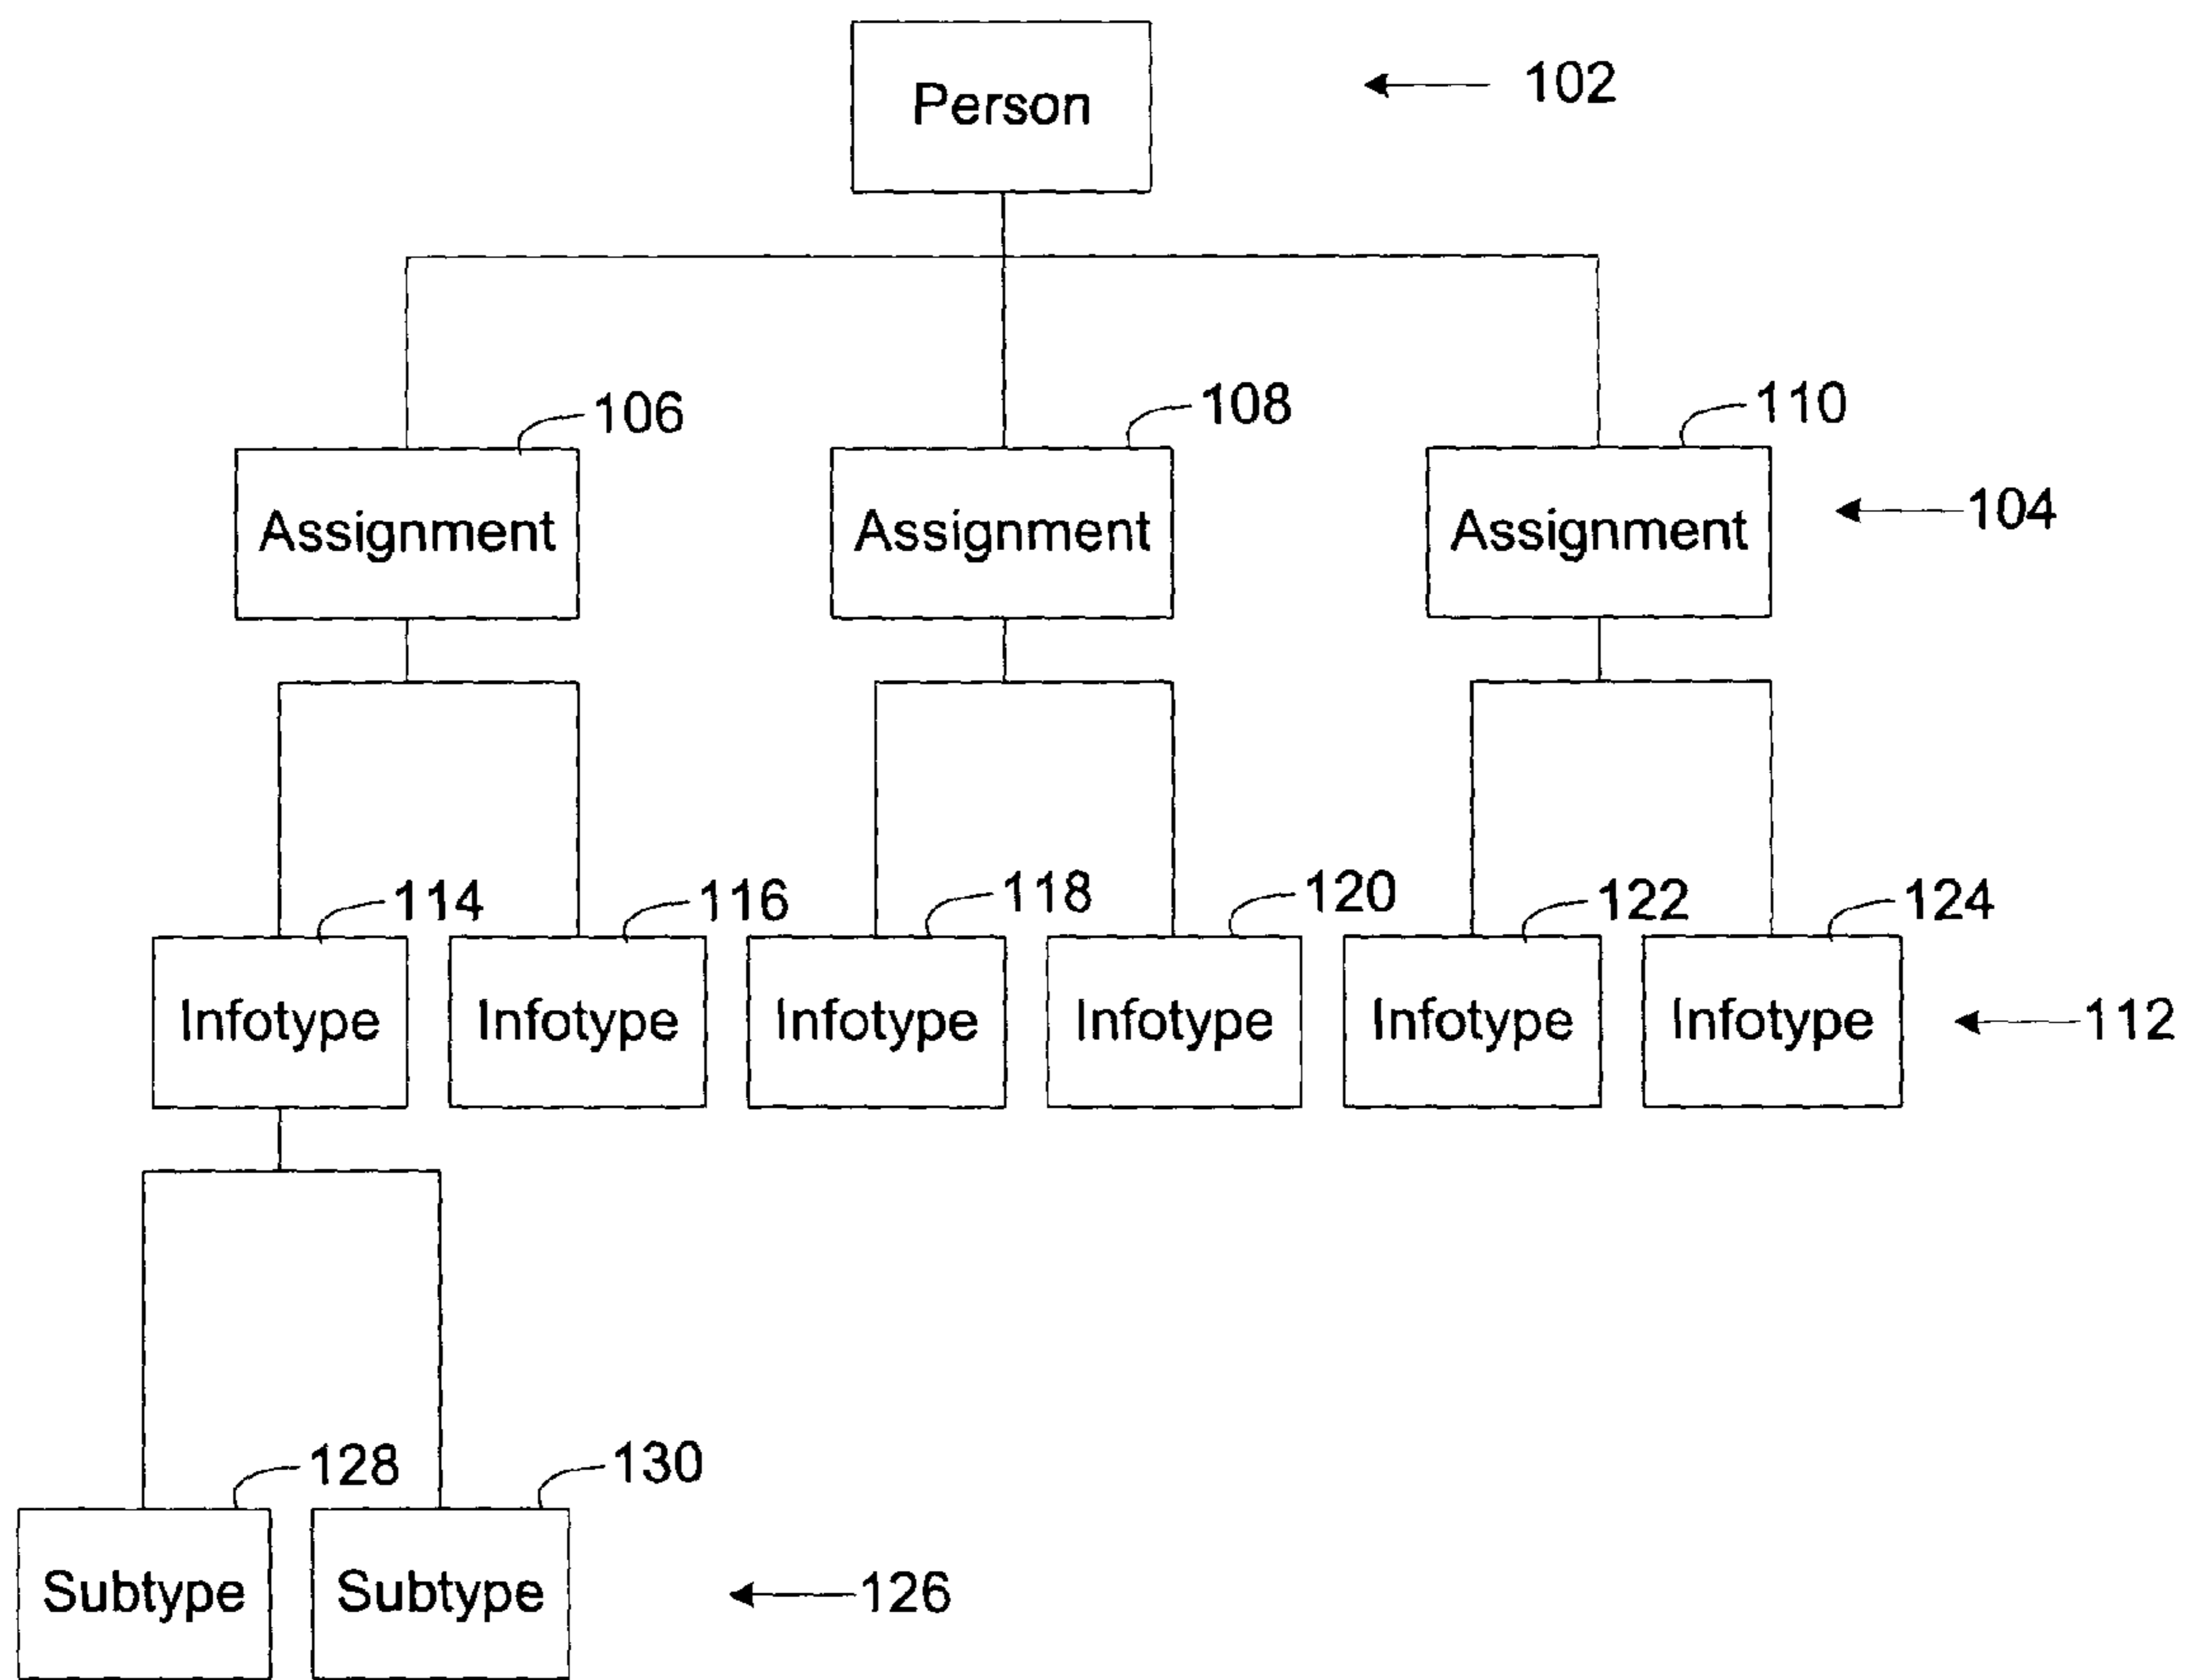 Person
102
106
108
110
Assignment
Assignment
Assignment
104
114
116
118
120
122
124
Infotype
Infotype
Infotype
Infotype
Infotype
Infotype
112
128
130
Subtype
Subtype
126